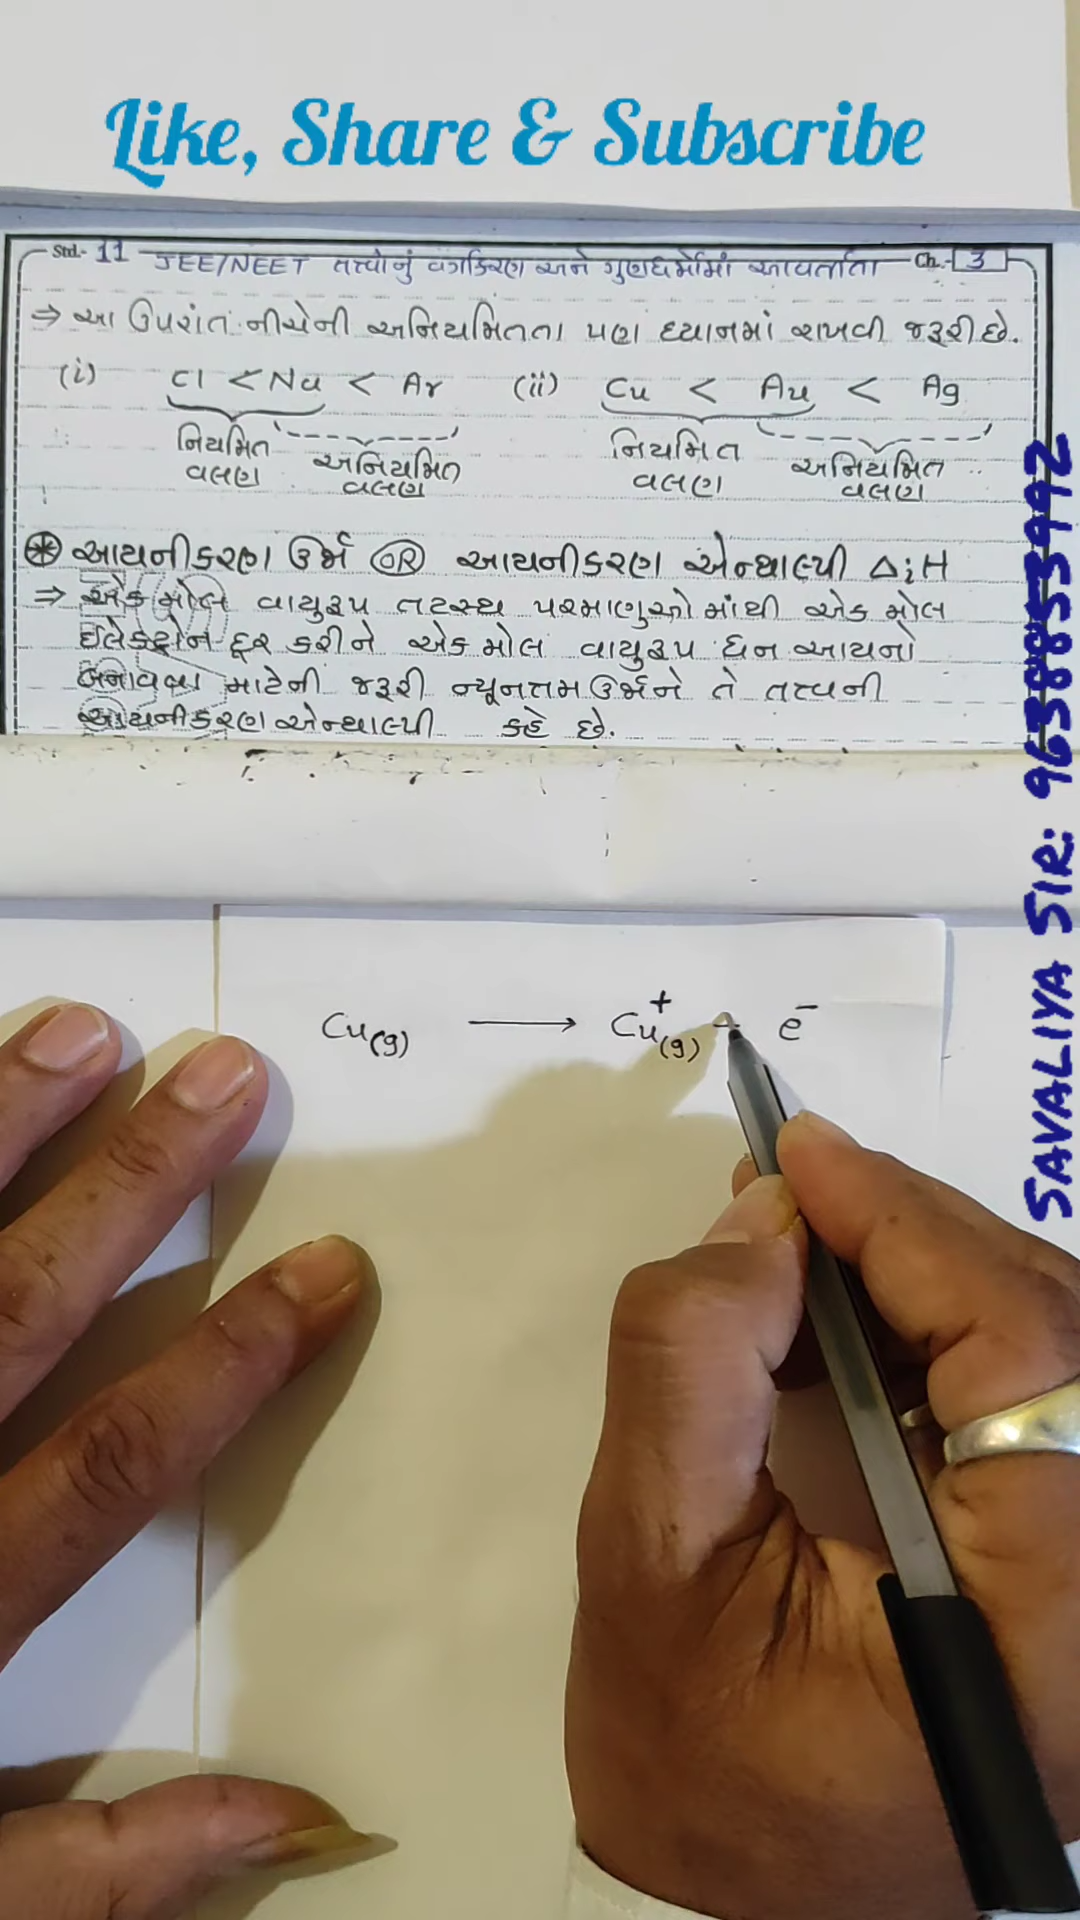 Like, Share & Subscribe
Std.- 11 JEE/NEET તત્ત્વોનું વર્ગીકરણ અને ગુણધર્મોમાં આવર્તીતા Ch.- 3
⇒ આ ઉપરાંત નીચેની અનિયમિતતા પણ ધ્યાનમાં રાખવી જરૂરી છે.
(i) Cl < Na < Ar (ii) Cu < Au < Ag
નિયમિત વલણ અનિયમિત વલણ નિયમિત વલણ અનિયમિત વલણ
⊛ આયનીકરણ ઉર્જા OR આયનીકરણ એન્થાલ્પી ΔiH
⇒ એક મોલ વાયુરૂપ તટસ્થ પરમાણુઓમાંથી એક મોલ
ઈલેક્ટ્રોન દૂર કરીને એક મોલ વાયુરૂપ ધન આયનો
બનાવવા માટેની જરૂરી ન્યૂનત્તમ ઉર્જાને તે તત્વની
આયનીકરણ એન્થાલ્પી કહે છે.
Cu(g) ⟶ Cu⁺(g) + e⁻
SAVALIYA SIR: 9638853992